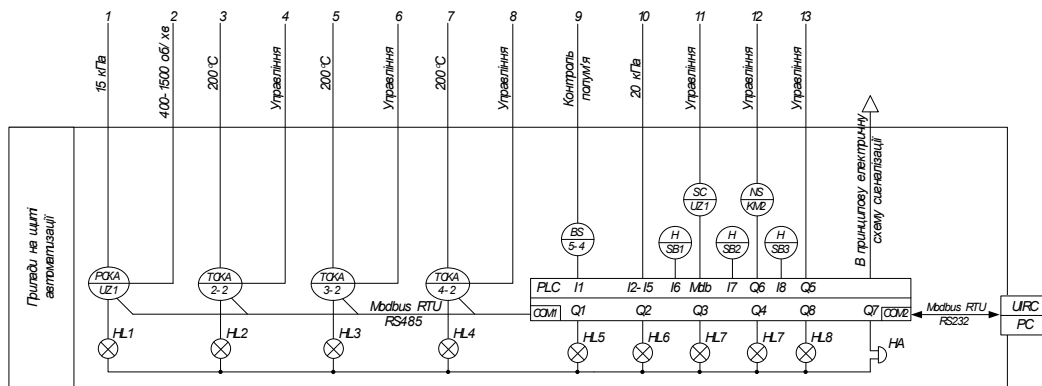 1 2 3 4 5 6 7 8 9 10 11 12 13
15 кПа
400-1500 об/хв
200°С
Управління
200°С
Управління
200°С
Управління
Контроль
полум'я
20 кПа
Управління
Управління
Управління
В принципову електричну
схему сигналізації
Прилади на щиті
автоматизації
PСКА
UZ1
ТСКА
2-2
ТСКА
3-2
ТСКА
4-2
BS
5-4
SC
UZ1
NS
KM2
H
SB1
H
SB2
H
SB3
PLC I1 I2-I5 I6 Mdb I7 Q6 I8 Q5
COM1 Q1 Q2 Q3 Q4 Q8 Q7 COM2
Modbus RTU
RS485
Modbus RTU
RS232
UIRC
PC
HL1 HL2 HL3 HL4 HL5 HL6 HL7 HL7 HL8 HA